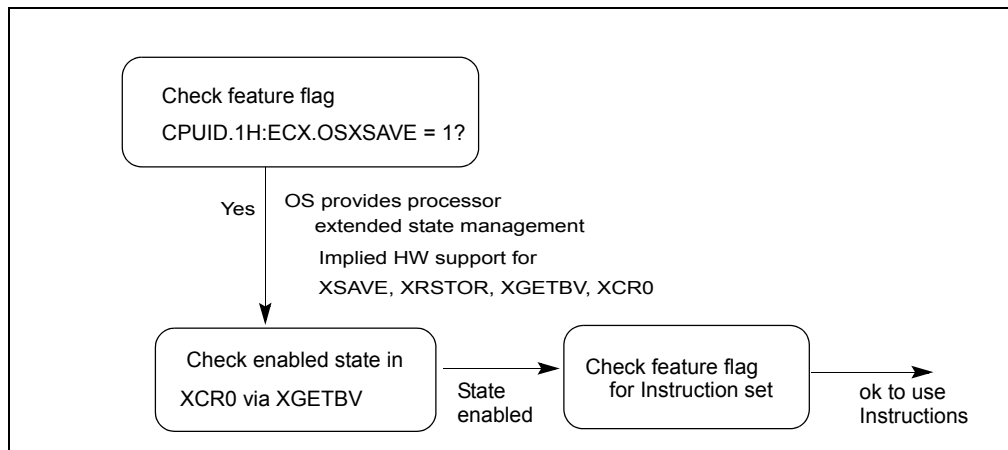 Check feature flag
CPUID.1H:ECX.OSXSAVE = 1?
Yes
OS provides processor
extended state management
Implied HW support for
XSAVE, XRSTOR, XGETBV, XCR0
Check enabled state in
XCR0 via XGETBV
State
enabled
Check feature flag
for Instruction set
ok to use
Instructions